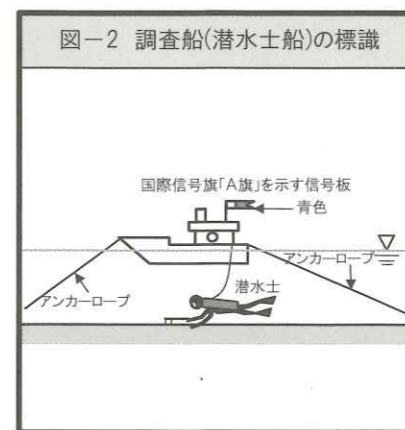 図－2 調査船(潜水士船)の標識
国際信号旗「A旗」を示す信号板
青色
アンカーロープ
アンカーロープ
潜水士